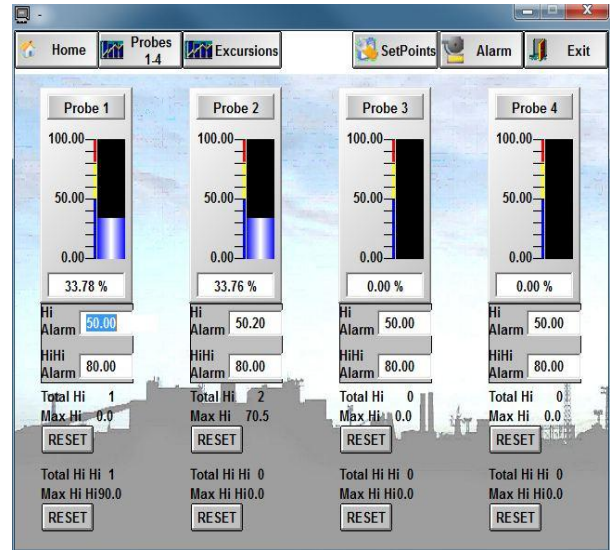 -
Home Probes 1-4 Excursions SetPoints Alarm Exit
Probe 1 Probe 2 Probe 3 Probe 4
100.00 100.00 100.00 100.00
50.00 50.00 50.00 50.00
0.00 0.00 0.00 0.00
33.78 % 33.76 % 0.00 % 0.00 %
Hi Alarm 50.00 Hi Alarm 50.20 Hi Alarm 50.00 Hi Alarm 50.00
HiHi Alarm 80.00 HiHi Alarm 80.00 HiHi Alarm 80.00 HiHi Alarm 80.00
Total Hi 1 Total Hi 2 Total Hi 0 Total Hi 0
Max Hi 0.0 Max Hi 70.5 Max Hi 0.0 Max Hi 0.0
RESET RESET RESET RESET
Total Hi Hi 1 Total Hi Hi 0 Total Hi Hi 0 Total Hi Hi 0
Max Hi Hi90.0 Max Hi Hi0.0 Max Hi Hi0.0 Max Hi Hi0.0
RESET RESET RESET RESET